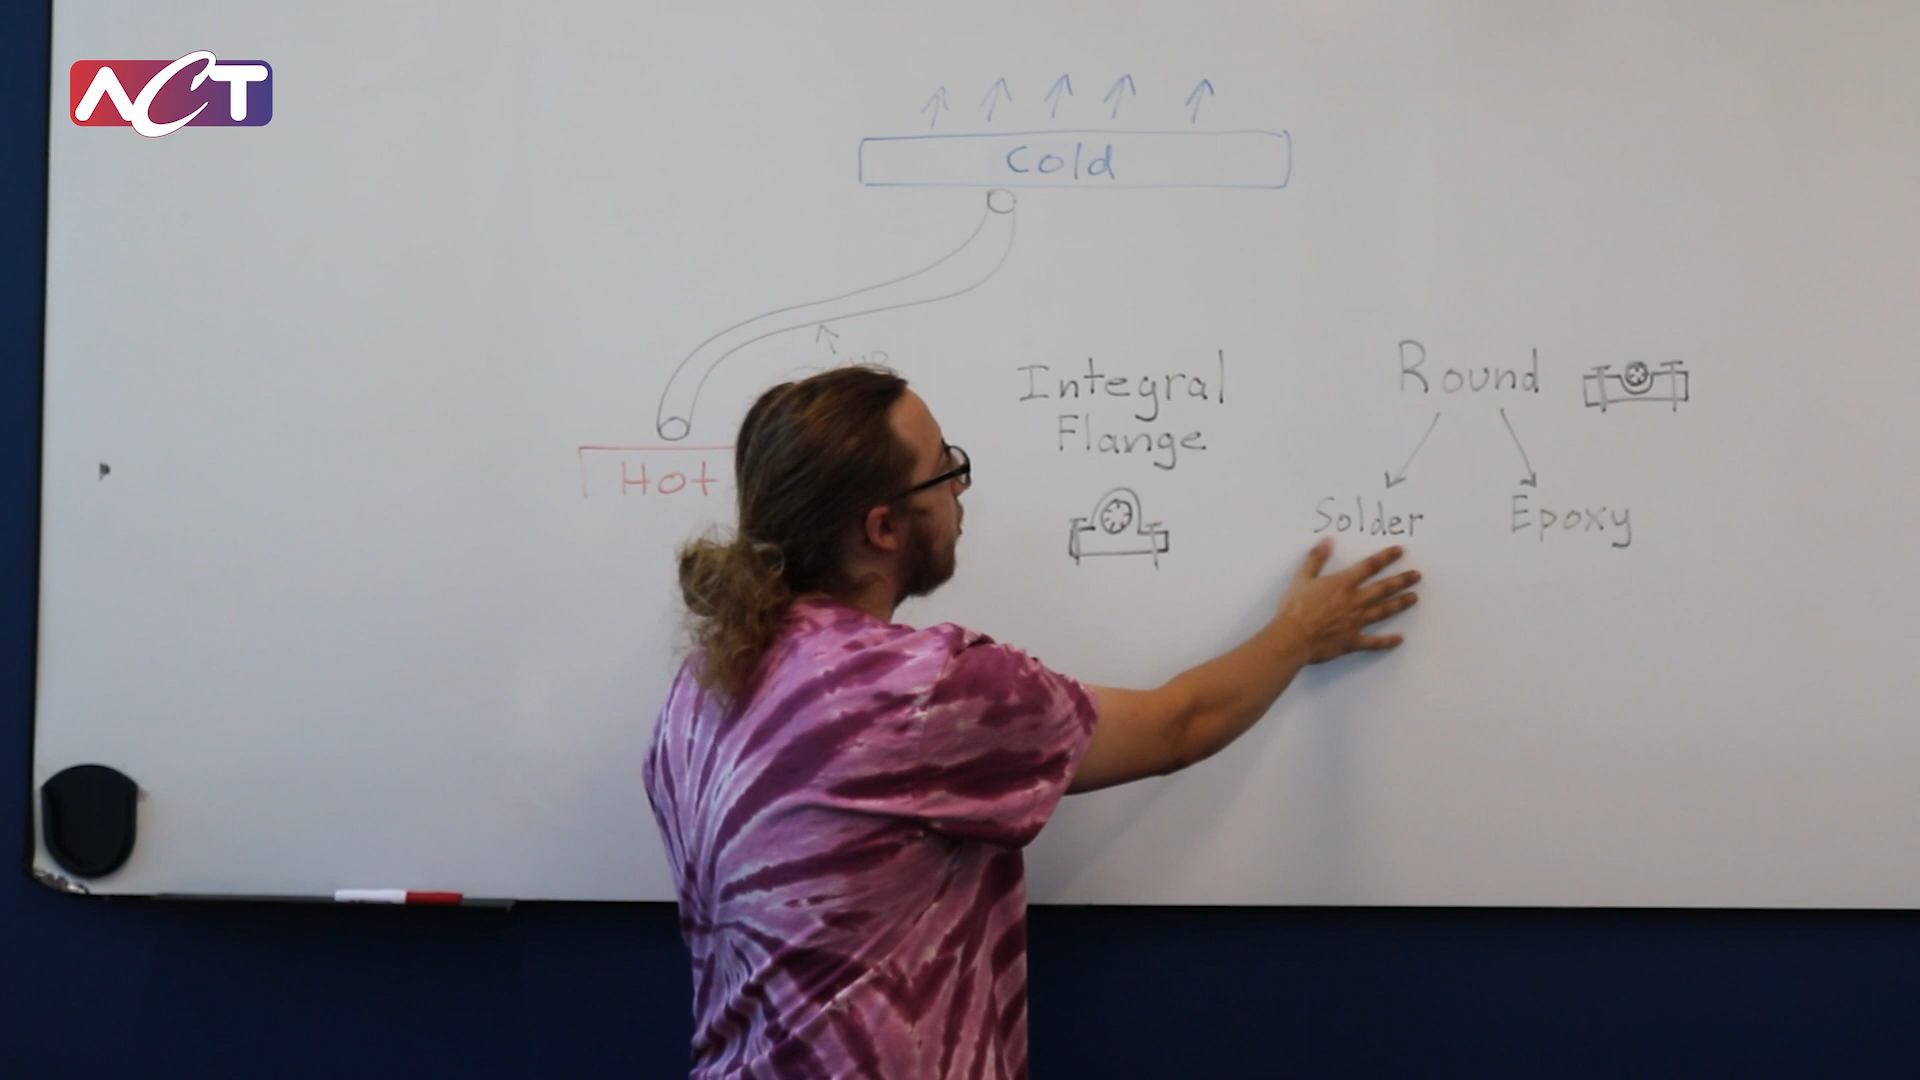 ACT
Cold
Hot
Integral
Flange
Round
Solder
Epoxy